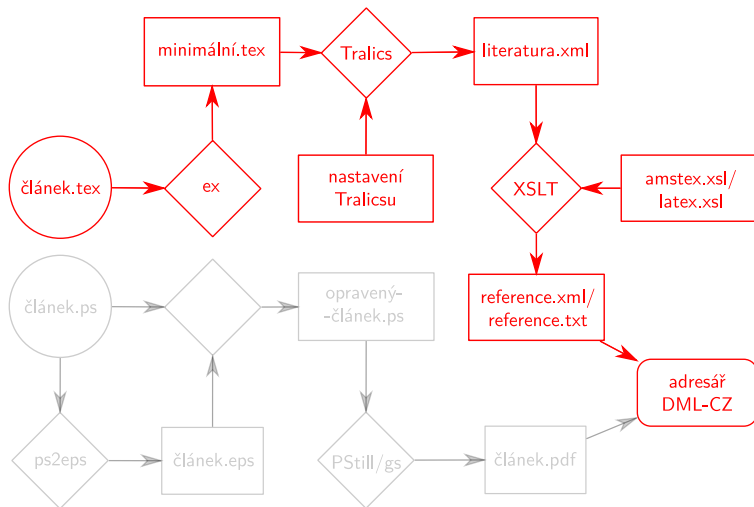 minimální.tex
Tralics
literatura.xml
článek.tex
ex
nastavení
Tralicsu
XSLT
amstex.xsl/
latex.xsl
článek.ps
opravený-
-článek.ps
reference.xml/
reference.txt
adresář
DML-CZ
ps2eps
článek.eps
PStill/gs
článek.pdf